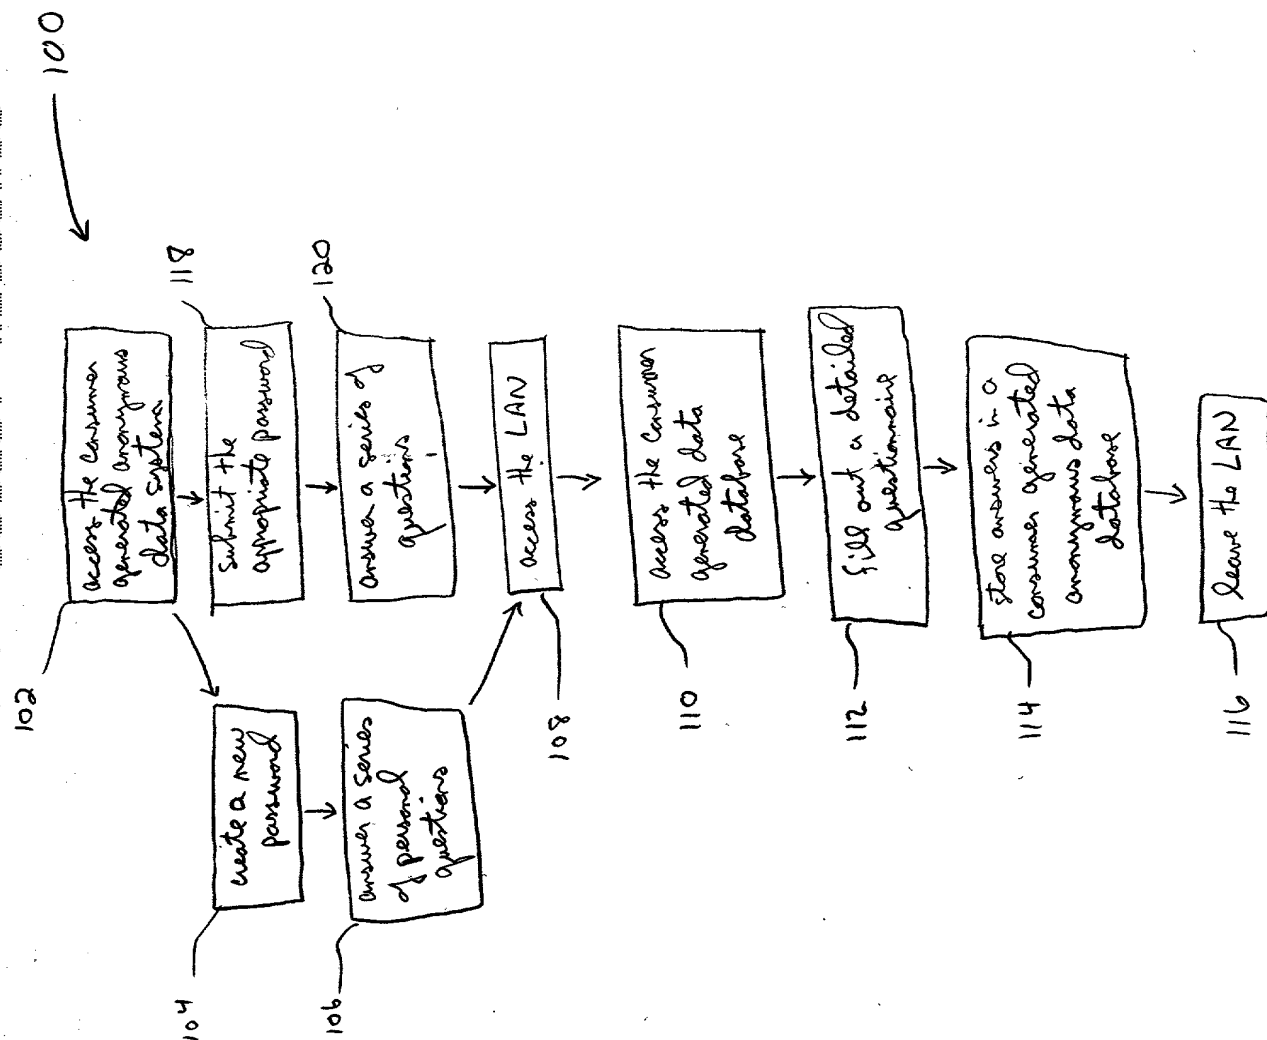 100
102
access the consumer
generated anonymous
data system
118
submit the
appropriate password
120
answer a series of
questions
104
create a new
password
106
answer a series
of personal
questions
108
access the LAN
110
access the consumer
generated data
database
112
fill out a detailed
questionnaire
114
store answers in a
consumer generated
anonymous data
database
116
leave the LAN